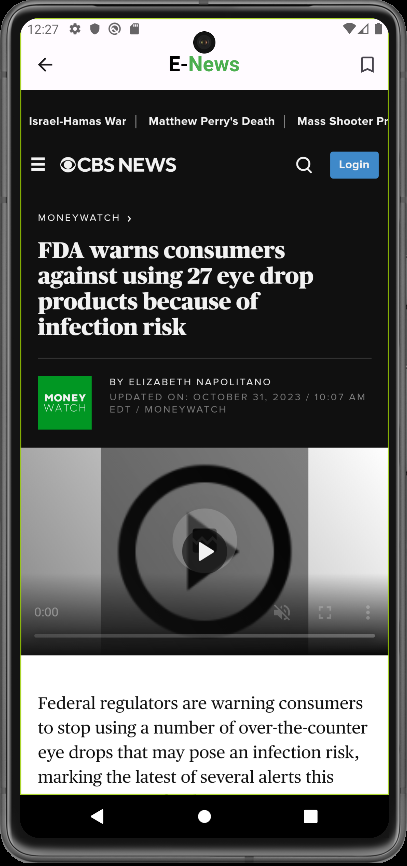 12:27
E-News
Israel-Hamas War | Matthew Perry's Death | Mass Shooter Pr
CBS NEWS
Login
MONEYWATCH ›
FDA warns consumers
against using 27 eye drop
products because of
infection risk
MONEY
WATCH
BY ELIZABETH NAPOLITANO
UPDATED ON: OCTOBER 31, 2023 / 10:07 AM
EDT / MONEYWATCH
0:00
Federal regulators are warning consumers
to stop using a number of over-the-counter
eye drops that may pose an infection risk,
marking the latest of several alerts this